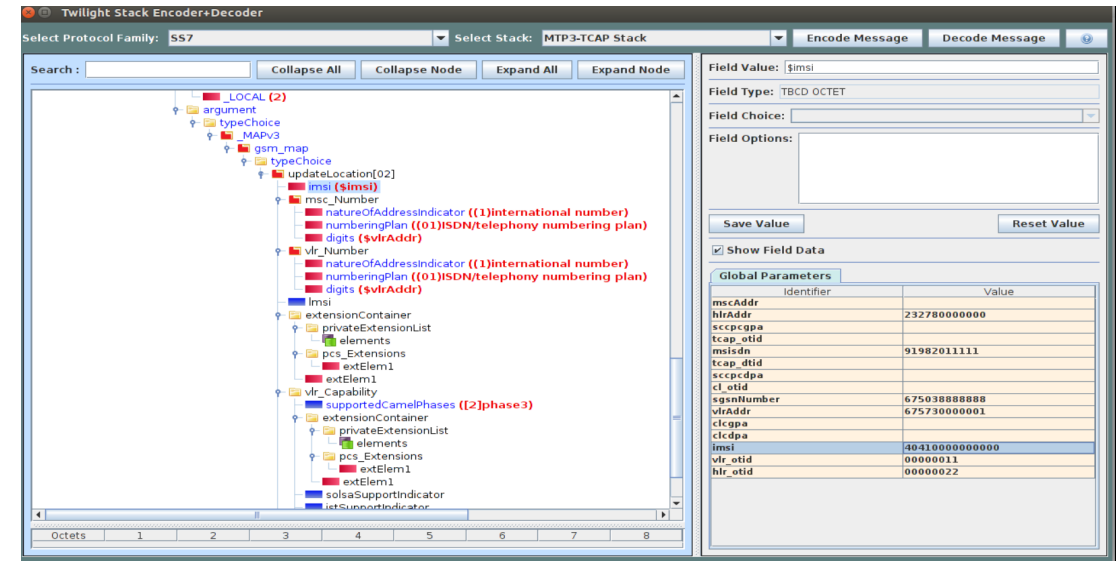 Twilight Stack Encoder+Decoder
Select Protocol Family: SS7 Select Stack: MTP3-TCAP Stack Encode Message Decode Message
Search : Collapse All Collapse Node Expand All Expand Node
_LOCAL (2)
argument
typeChoice
_MAPv3
gsm_map
typeChoice
updateLocation[02]
imsi ($imsi)
msc_Number
natureOfAddressIndicator ((1)international number)
numberingPlan ((01)ISDN/telephony numbering plan)
digits ($vlrAddr)
vlr_Number
natureOfAddressIndicator ((1)international number)
numberingPlan ((01)ISDN/telephony numbering plan)
digits ($vlrAddr)
lmsi
extensionContainer
privateExtensionList
elements
pcs_Extensions
extElem1
extElem1
vlr_Capability
supportedCamelPhases ([2]phase3)
extensionContainer
privateExtensionList
elements
pcs_Extensions
extElem1
extElem1
solsaSupportIndicator
istSupportIndicator
Octets 1 2 3 4 5 6 7 8
Field Value: $imsi
Field Type: TBCD OCTET
Field Choice:
Field Options:
Save Value Reset Value
Show Field Data
Global Parameters
Identifier Value
mscAddr
hlrAddr 232780000000
sccpcgpa
tcap_otid
msisdn 91982011111
tcap_dtid
sccpcdpa
cl_otid
sgsnNumber 675038888888
vlrAddr 675730000001
clcgpa
clcdpa
imsi 40410000000000
vlr_otid 00000011
hlr_otid 00000022